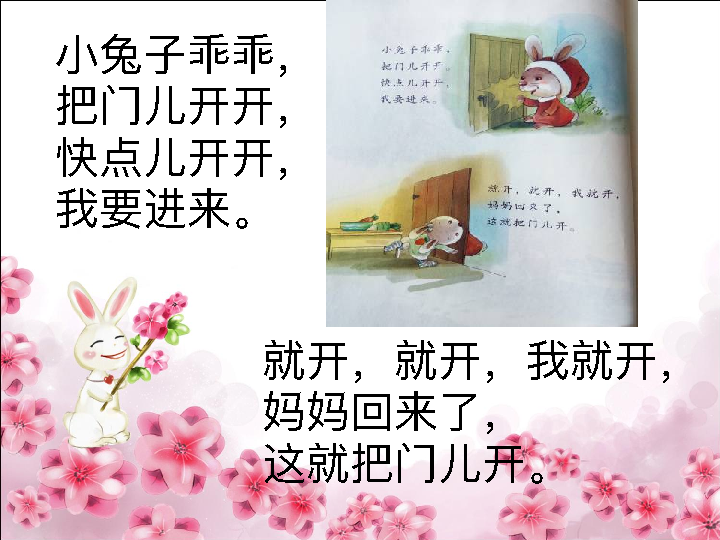 小兔子乖乖，
把门儿开开，
快点儿开开，
我要进来。
小兔子乖乖，
把门儿开开。
快点儿开开，
我要进来。
就开，就开，我就开，
妈妈回来了，
这就把门儿开。
就开，就开，我就开，
妈妈回来了，
这就把门儿开。